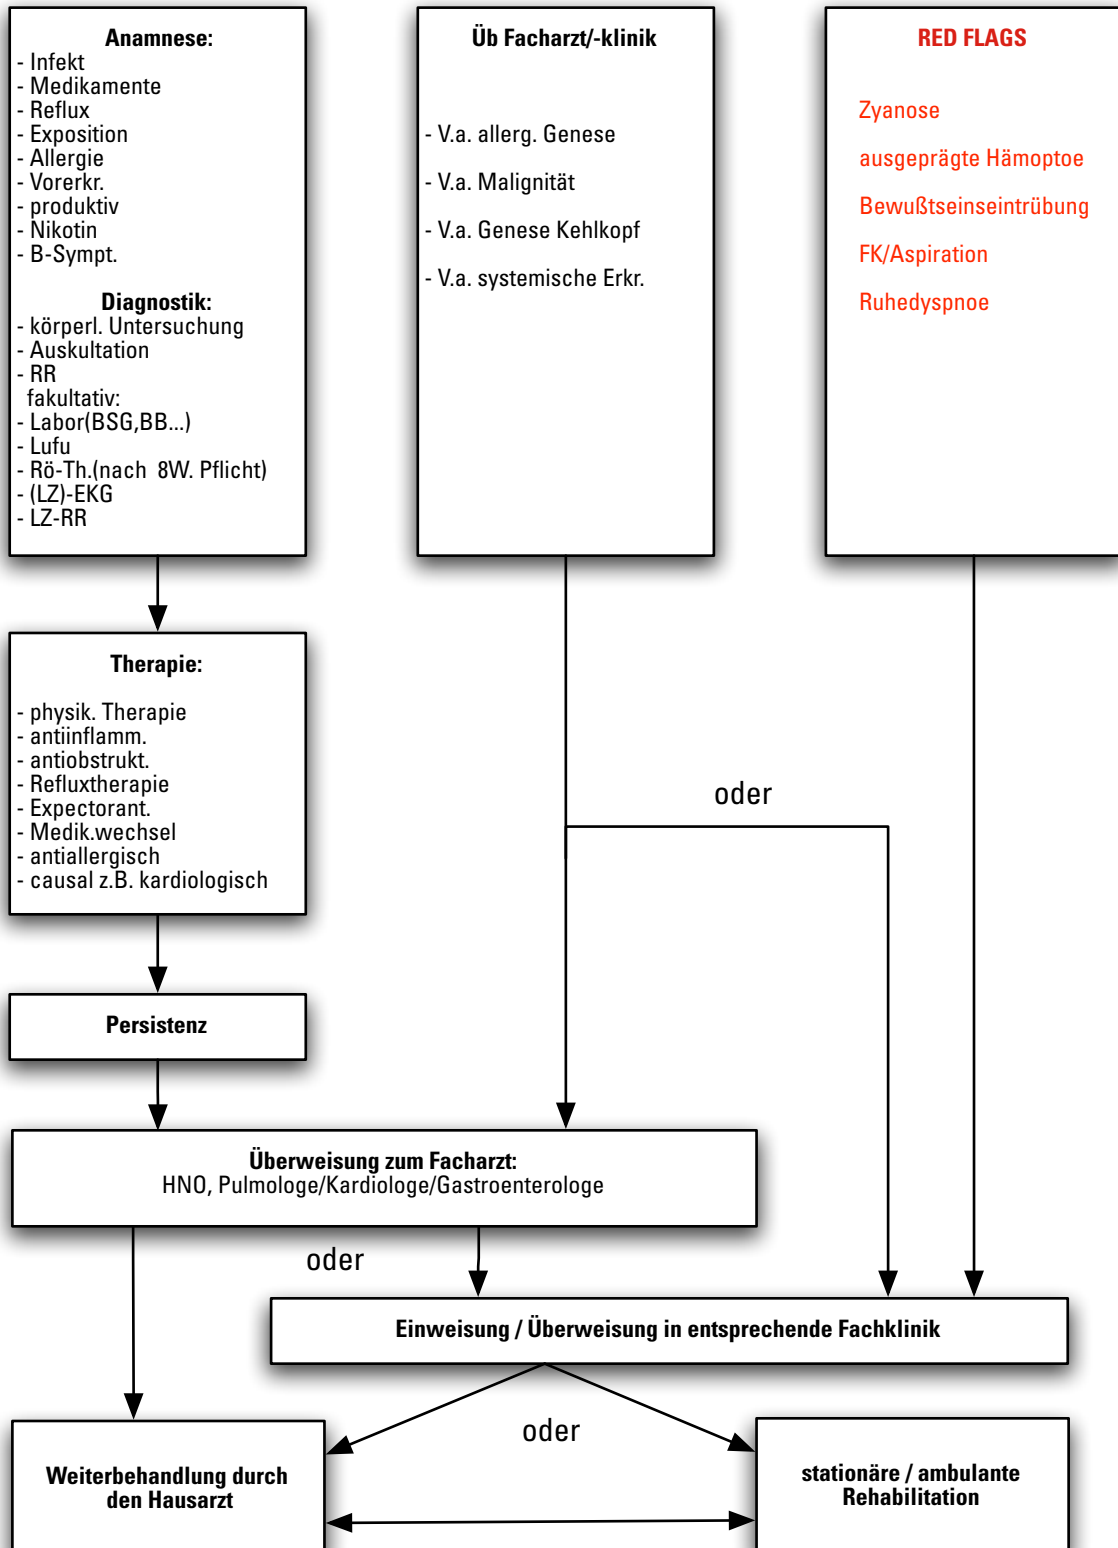 Anamnese:
- Infekt
- Medikamente
- Reflux
- Exposition
- Allergie
- Vorerkr.
- produktiv
- Nikotin
- B-Sympt.
Diagnostik:
- körperl. Untersuchung
- Auskultation
- RR
fakultativ:
- Labor(BSG,BB...)
- Lufu
- Rö-Th.(nach 8W. Pflicht)
- (LZ)-EKG
- LZ-RR
Üb Facharzt/-klinik
- V.a. allerg. Genese
- V.a. Malignität
- V.a. Genese Kehlkopf
- V.a. systemische Erkr.
RED FLAGS
Zyanose
ausgeprägte Hämoptoe
Bewußtseinseintrübung
FK/Aspiration
Ruhedyspnoe
Therapie:
- physik. Therapie
- antiinflamm.
- antiobstrukt.
- Refluxtherapie
- Expectorant.
- Medik.wechsel
- antiallergisch
- causal z.B. kardiologisch
oder
Persistenz
Überweisung zum Facharzt:
HNO, Pulmologe/Kardiologe/Gastroenterologe
oder
Einweisung / Überweisung in entsprechende Fachklinik
oder
Weiterbehandlung durch
den Hausarzt
stationäre / ambulante
Rehabilitation